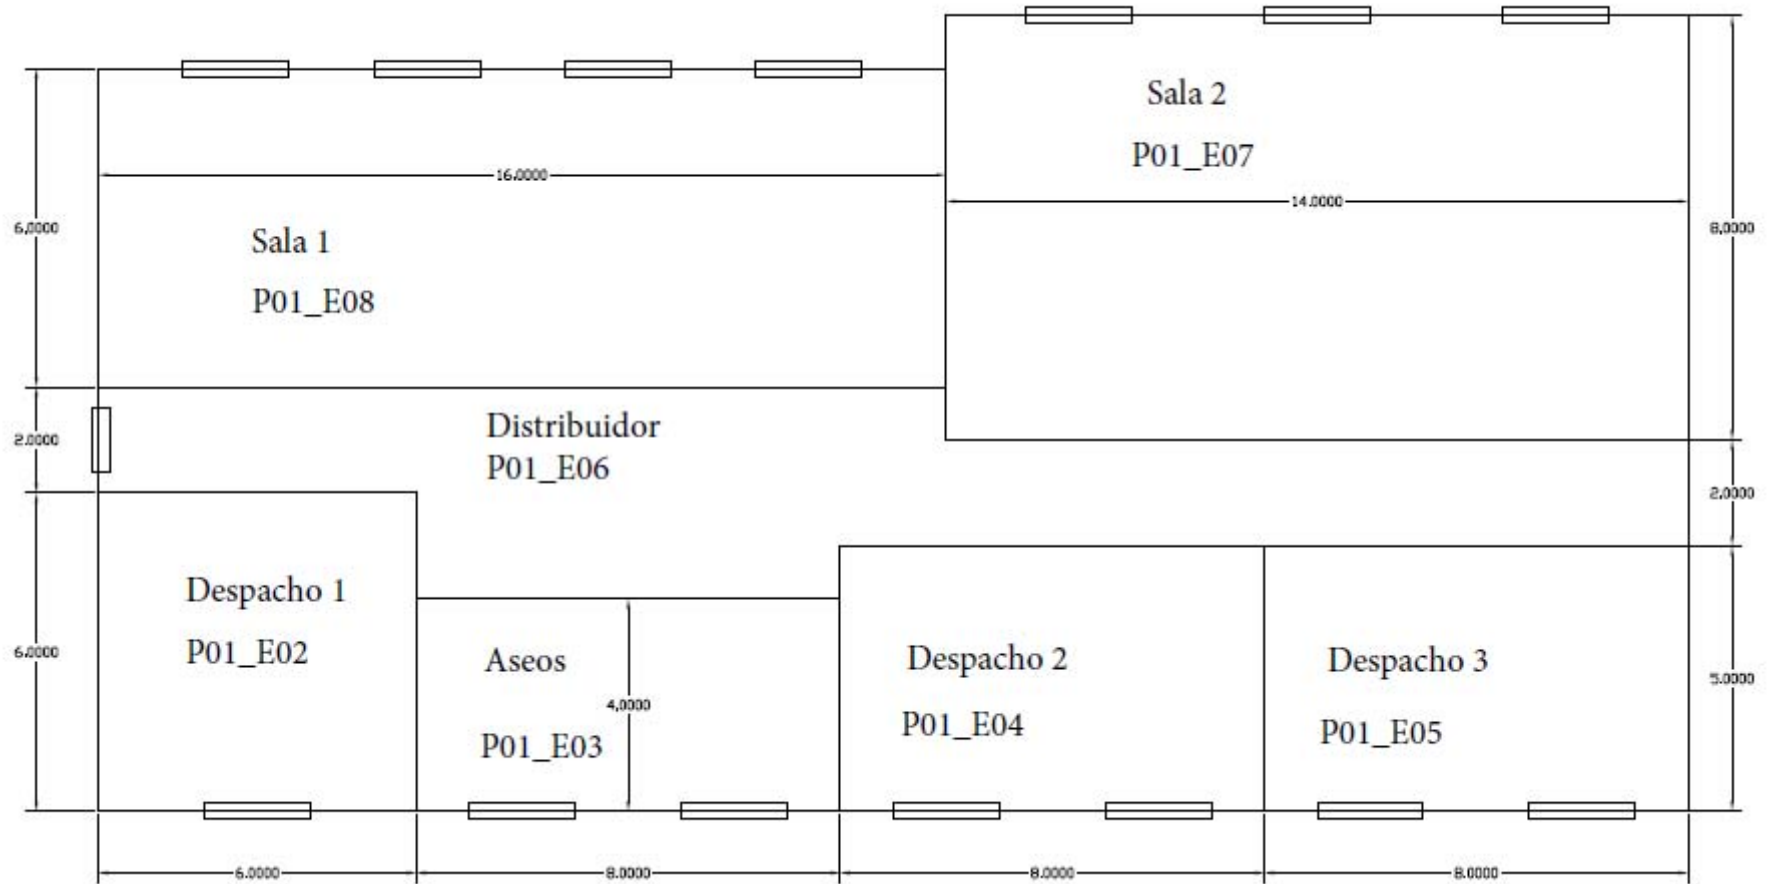 Sala 2
P01_E07
16.0000
14.0000
6.0000
8.0000
Sala 1
P01_E08
Distribuidor
P01_E06
2.0000
2.0000
Despacho 1
P01_E02
6.0000
Aseos
P01_E03
4.0000
Despacho 2
P01_E04
Despacho 3
P01_E05
5.0000
6.0000
8.0000
8.0000
8.0000